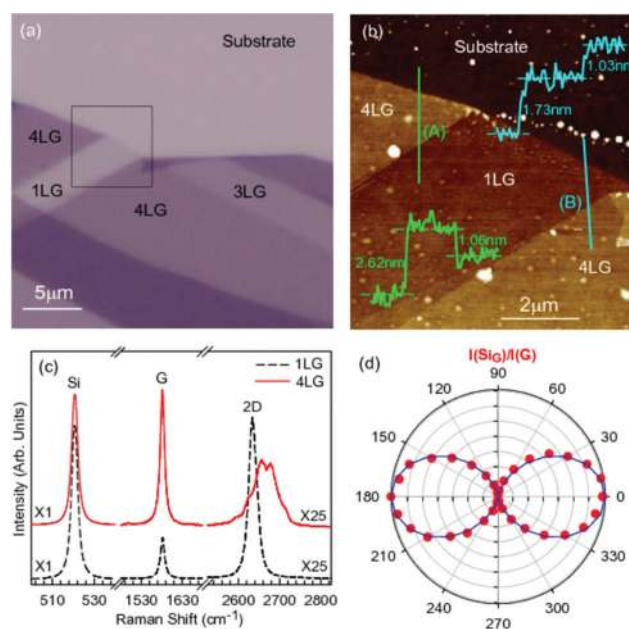 (a)
Substrate
4LG
1LG
4LG
3LG
5μm
(b)
Substrate
1.03nm
4LG
(A)
1.73nm
1LG
(B)
2.62nm
1.06nm
4LG
2μm
(c)
Intensity (Arb. Units)
Si
G
2D
1LG
4LG
X1
X25
X1
X25
510 530 1530 1630 2600 2700 2800
Raman Shift (cm⁻¹)
(d)
I(Si_G)/I(G)
90
120
60
150
30
180
0
210
330
240
300
270